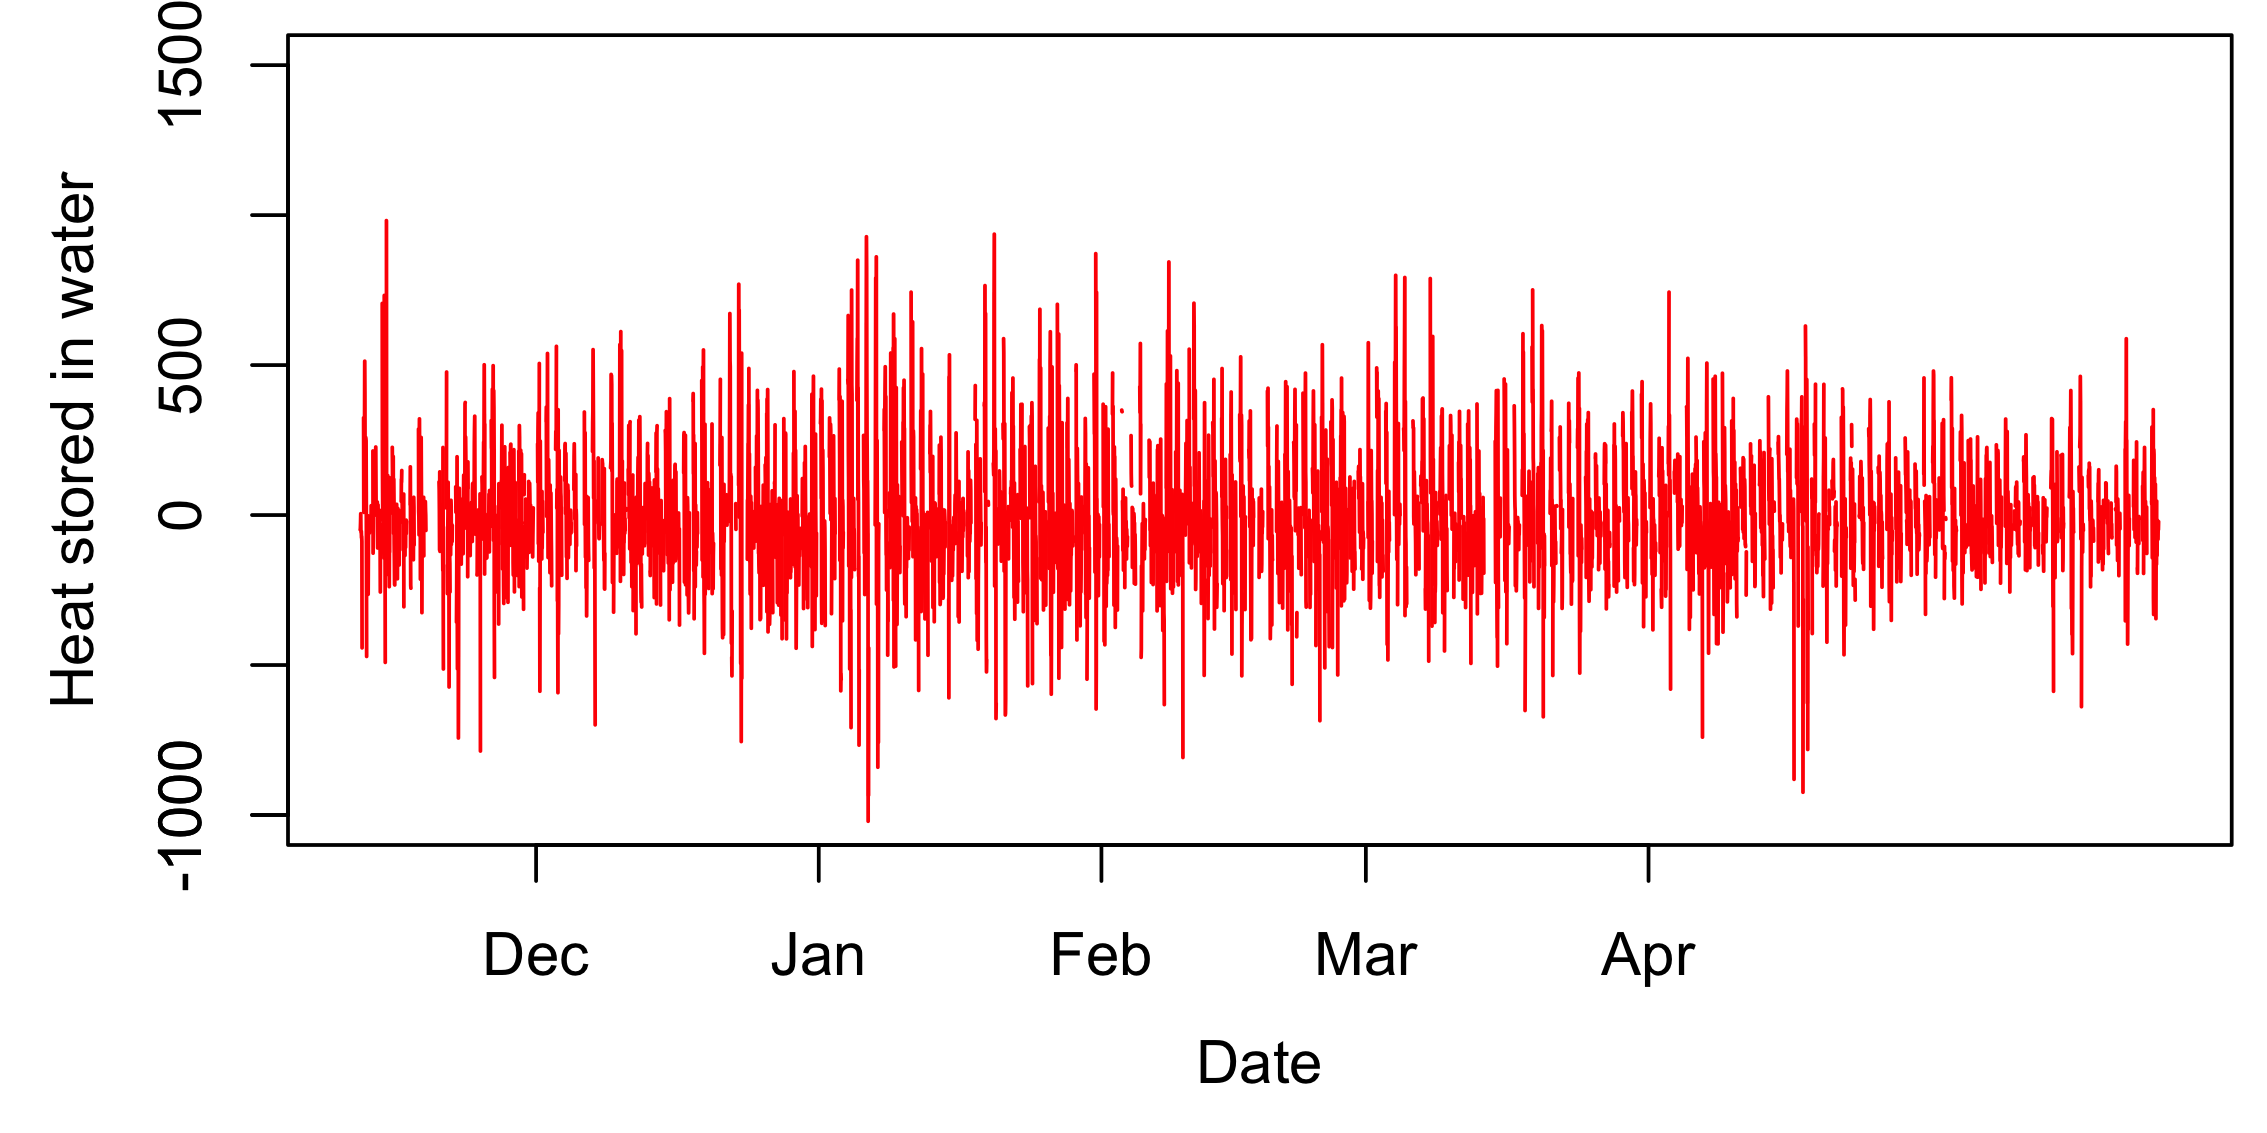 Heat stored in water
1500
500
0
-1000
Dec Jan Feb Mar Apr
Date